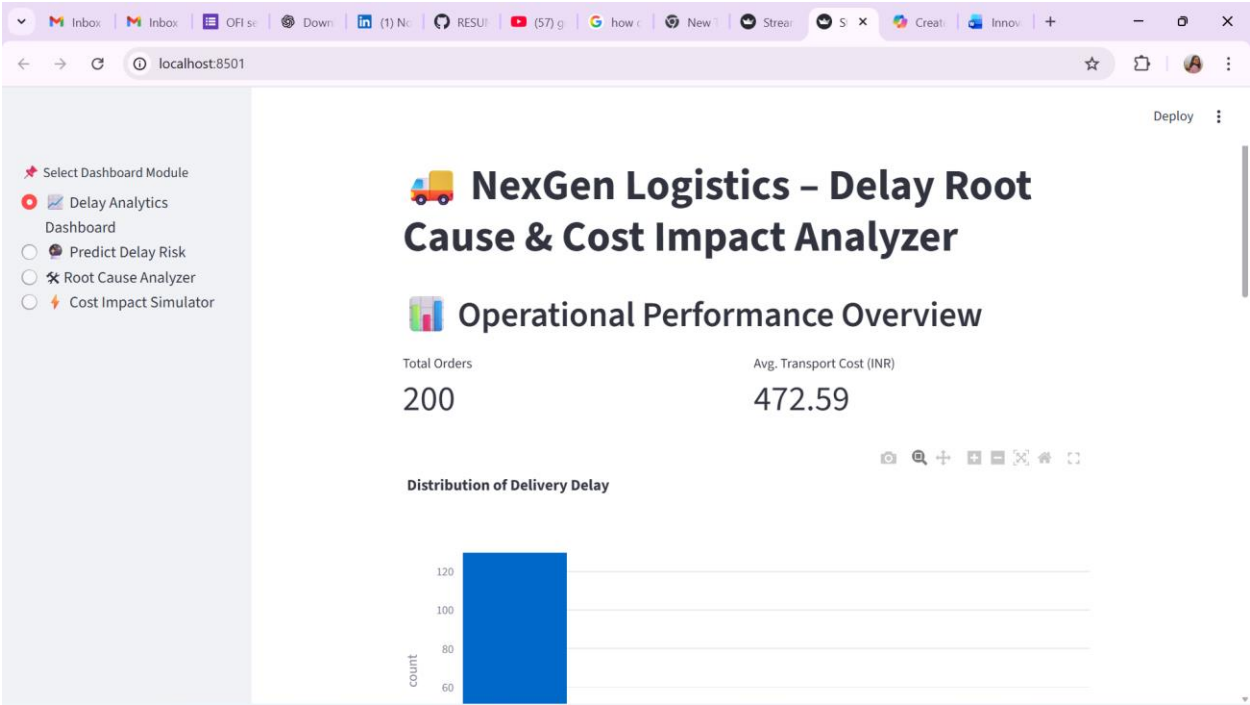 Inbox
Inbox
OFI se
Down
(1) No
RESU
(57) g
how c
New T
Strear
S
Creat
Innov
localhost:8501
Deploy
Select Dashboard Module
Delay Analytics
Dashboard
Predict Delay Risk
Root Cause Analyzer
Cost Impact Simulator
NexGen Logistics – Delay Root
Cause & Cost Impact Analyzer
Operational Performance Overview
Total Orders
200
Avg. Transport Cost (INR)
472.59
Distribution of Delivery Delay
120
100
80
60
count